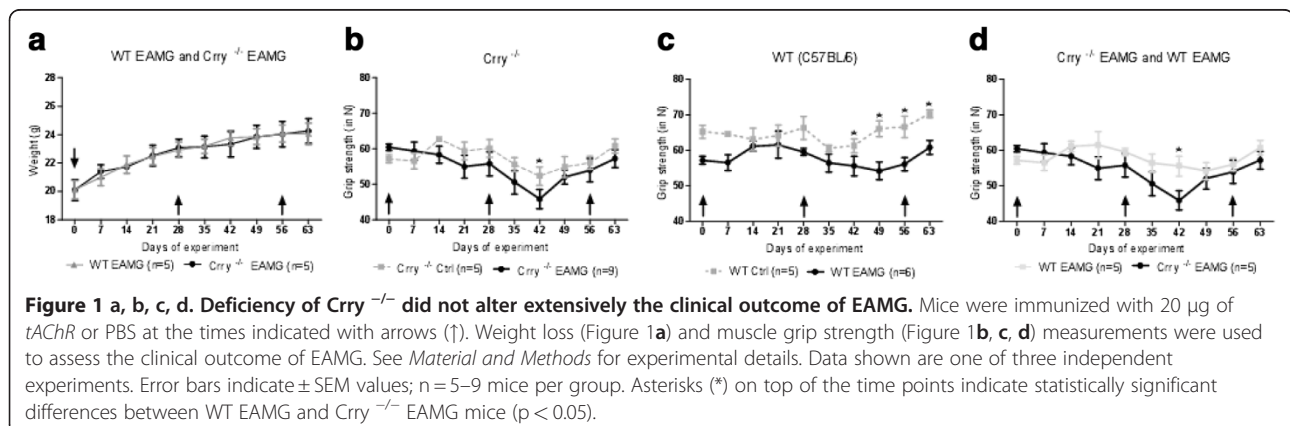 a
WT EAMG and Crry -/- EAMG
Weight (g)
28
26
24
22
20
18
0 7 14 21 28 35 42 49 56 63
Days of experiment
WT EAMG (n=5) Crry -/- EAMG (n=5)
b
Crry -/-
Grip strength (in N)
80
70
60
50
40
*
0 7 14 21 28 35 42 49 56 63
Days of experiment
Crry -/- Ctrl (n=5) Crry -/- EAMG (n=9)
c
WT (C57BL/6)
Grip strength (in N)
80
70
60
50
40
* * * *
0 7 14 21 28 35 42 49 56 63
Days of experiment
WT Ctrl (n=5) WT EAMG (n=6)
d
Crry -/- EAMG and WT EAMG
Grip strength (in N)
80
70
60
50
40
*
0 7 14 21 28 35 42 49 56 63
Days of experiment
WT EAMG (n=5) Crry -/- EAMG (n=5)
Figure 1 a, b, c, d. Deficiency of Crry −/− did not alter extensively the clinical outcome of EAMG. Mice were immunized with 20 μg of
tAChR or PBS at the times indicated with arrows (↑). Weight loss (Figure 1a) and muscle grip strength (Figure 1b, c, d) measurements were used
to assess the clinical outcome of EAMG. See Material and Methods for experimental details. Data shown are one of three independent
experiments. Error bars indicate ± SEM values; n = 5–9 mice per group. Asterisks (*) on top of the time points indicate statistically significant
differences between WT EAMG and Crry −/− EAMG mice (p < 0.05).